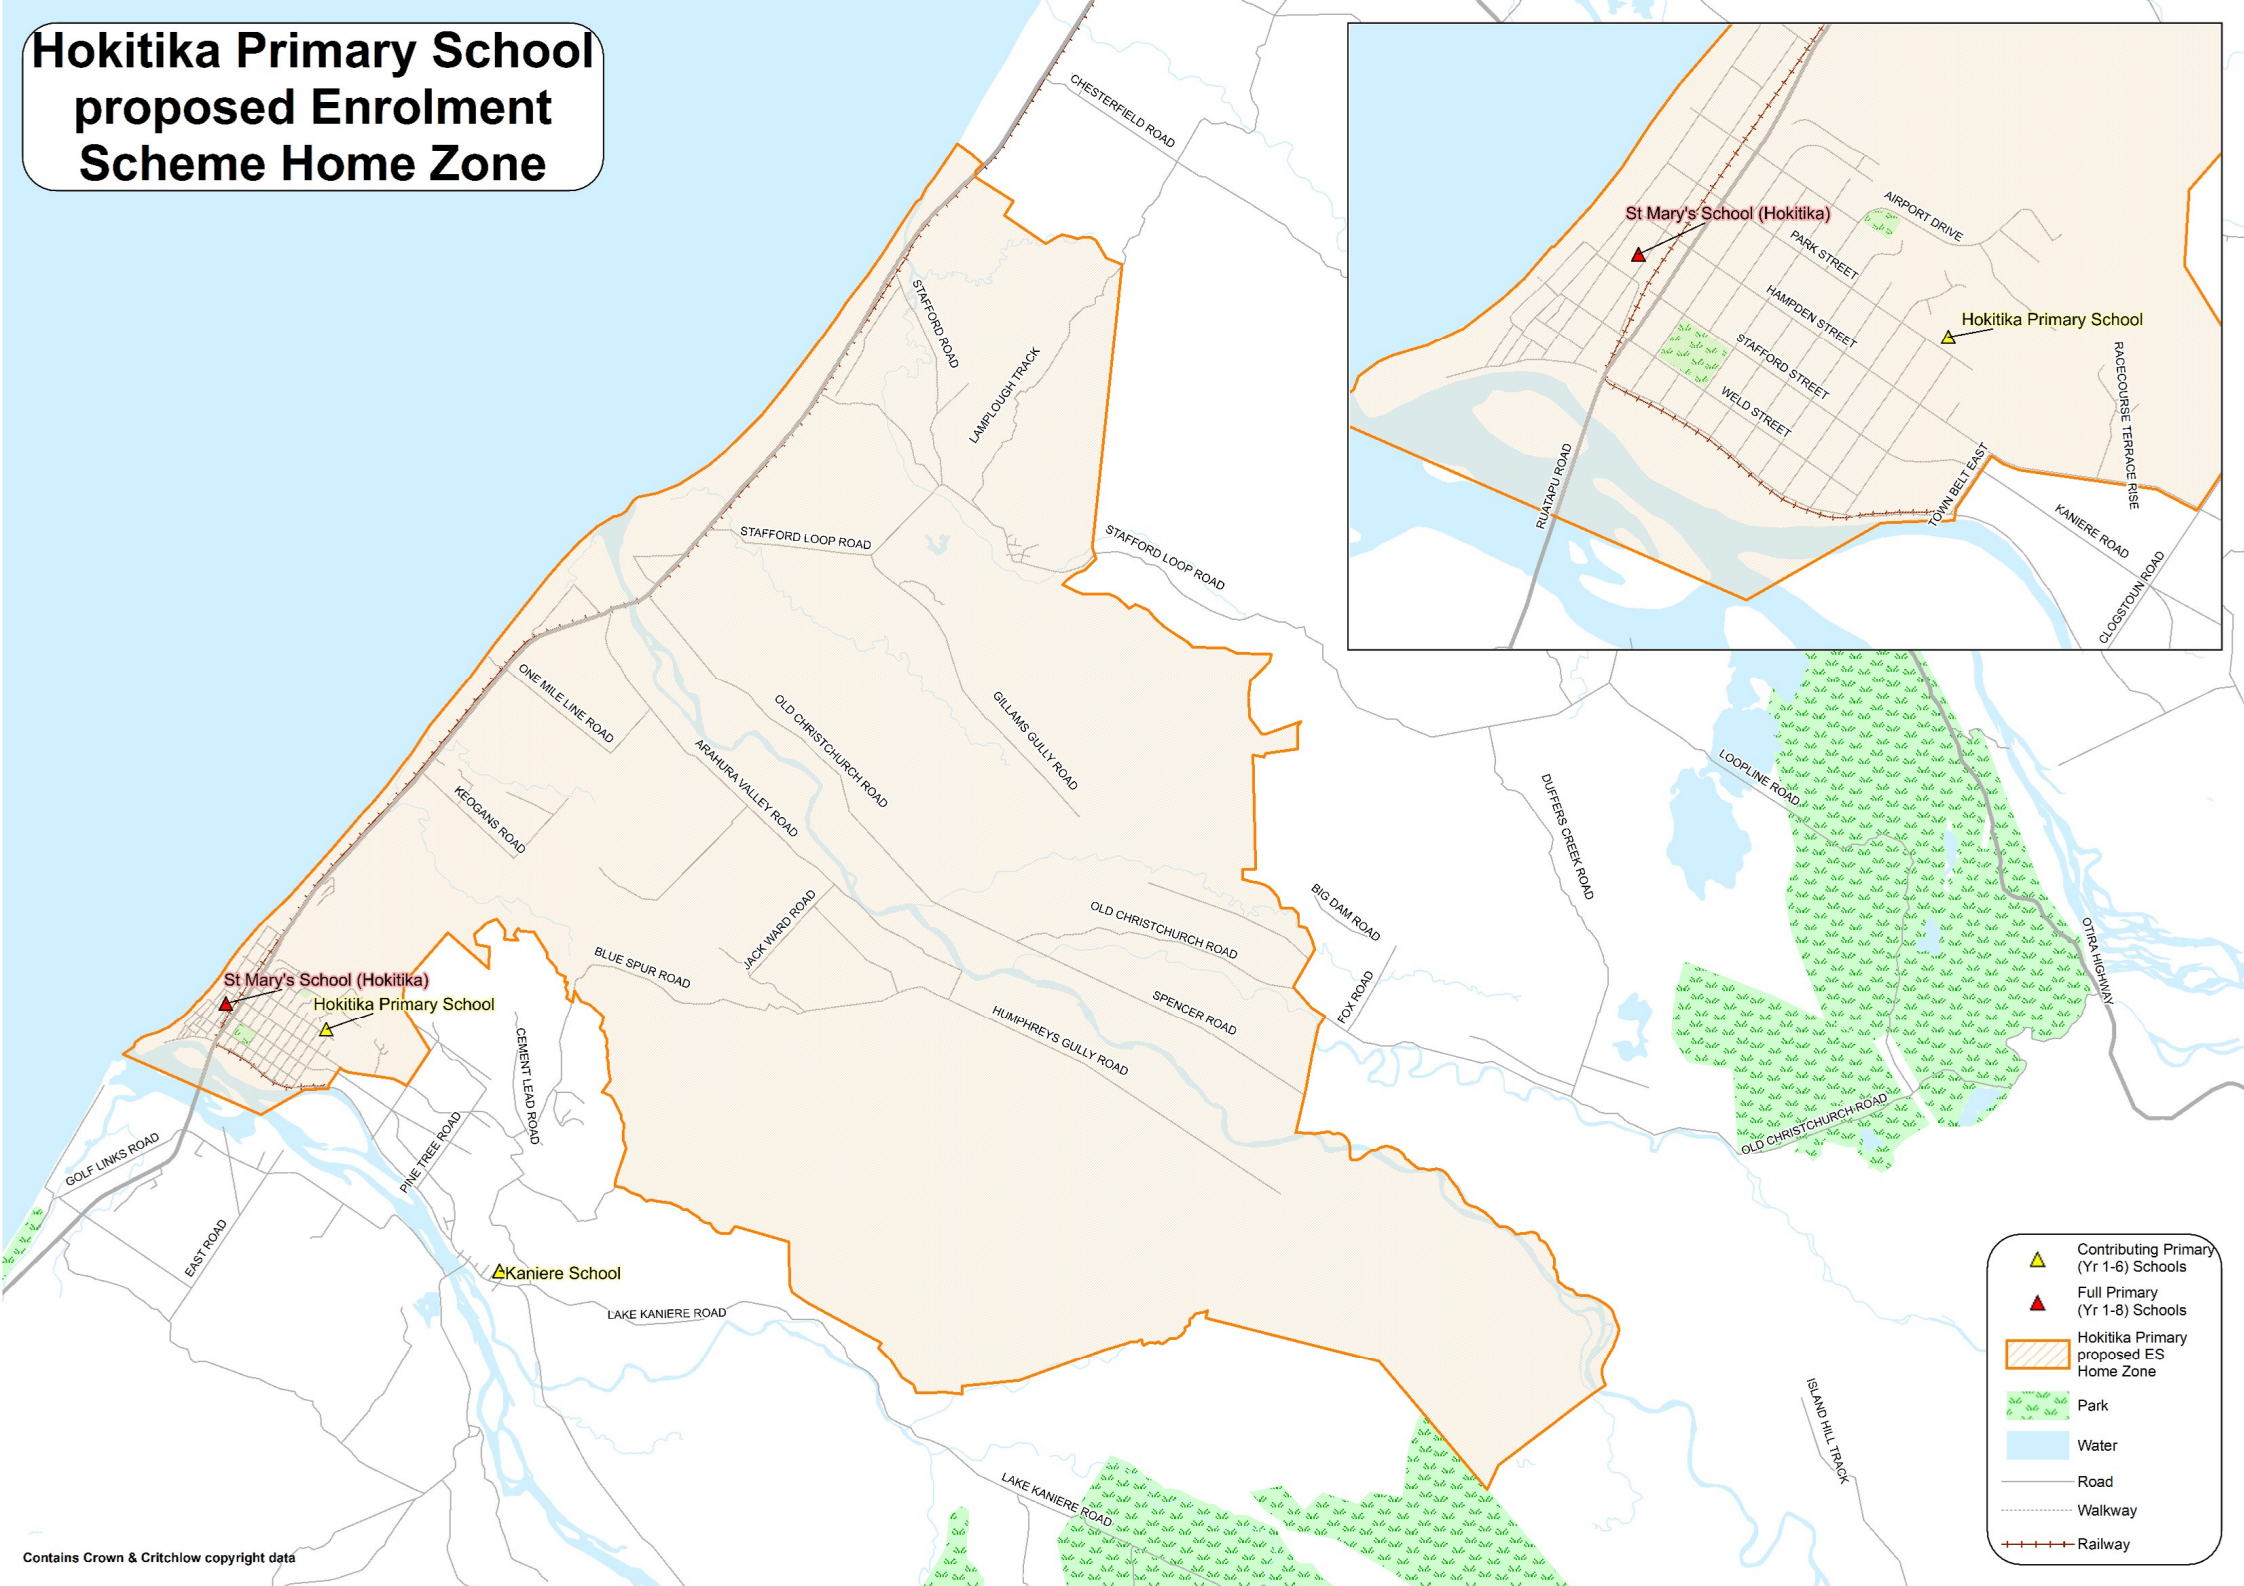 Hokitika Primary School
proposed Enrolment
Scheme Home Zone
CHESTERFIELD ROAD
STAFFORD ROAD
LAMPLOUGH TRACK
STAFFORD LOOP ROAD
STAFFORD LOOP ROAD
ONE MILE LINE ROAD
OLD CHRISTCHURCH ROAD
GILLAMS GULLY ROAD
ARAHURA VALLEY ROAD
KEOGANS ROAD
JACK WARD ROAD
BLUE SPUR ROAD
OLD CHRISTCHURCH ROAD
BIG DAM ROAD
FOX ROAD
SPENCER ROAD
HUMPHREYS GULLY ROAD
DUFFERS CREEK ROAD
LOOPLINE ROAD
OTIRA HIGHWAY
OLD CHRISTCHURCH ROAD
St Mary's School (Hokitika)
Hokitika Primary School
CEMENT LEAD ROAD
PINE TREE ROAD
GOLF LINKS ROAD
EAST ROAD
Kaniere School
LAKE KANIERE ROAD
LAKE KANIERE ROAD
ISLAND HILL TRACK
St Mary's School (Hokitika)
AIRPORT DRIVE
PARK STREET
HAMPDEN STREET
Hokitika Primary School
STAFFORD STREET
WELD STREET
RACECOURSE TERRACE RISE
RUATAPU ROAD
TOWN BELT EAST
KANIERE ROAD
CLOGSTOUN ROAD
Contributing Primary
(Yr 1-6) Schools
Full Primary
(Yr 1-8) Schools
Hokitika Primary
proposed ES
Home Zone
Park
Water
Road
Walkway
Railway
Contains Crown & Critchlow copyright data